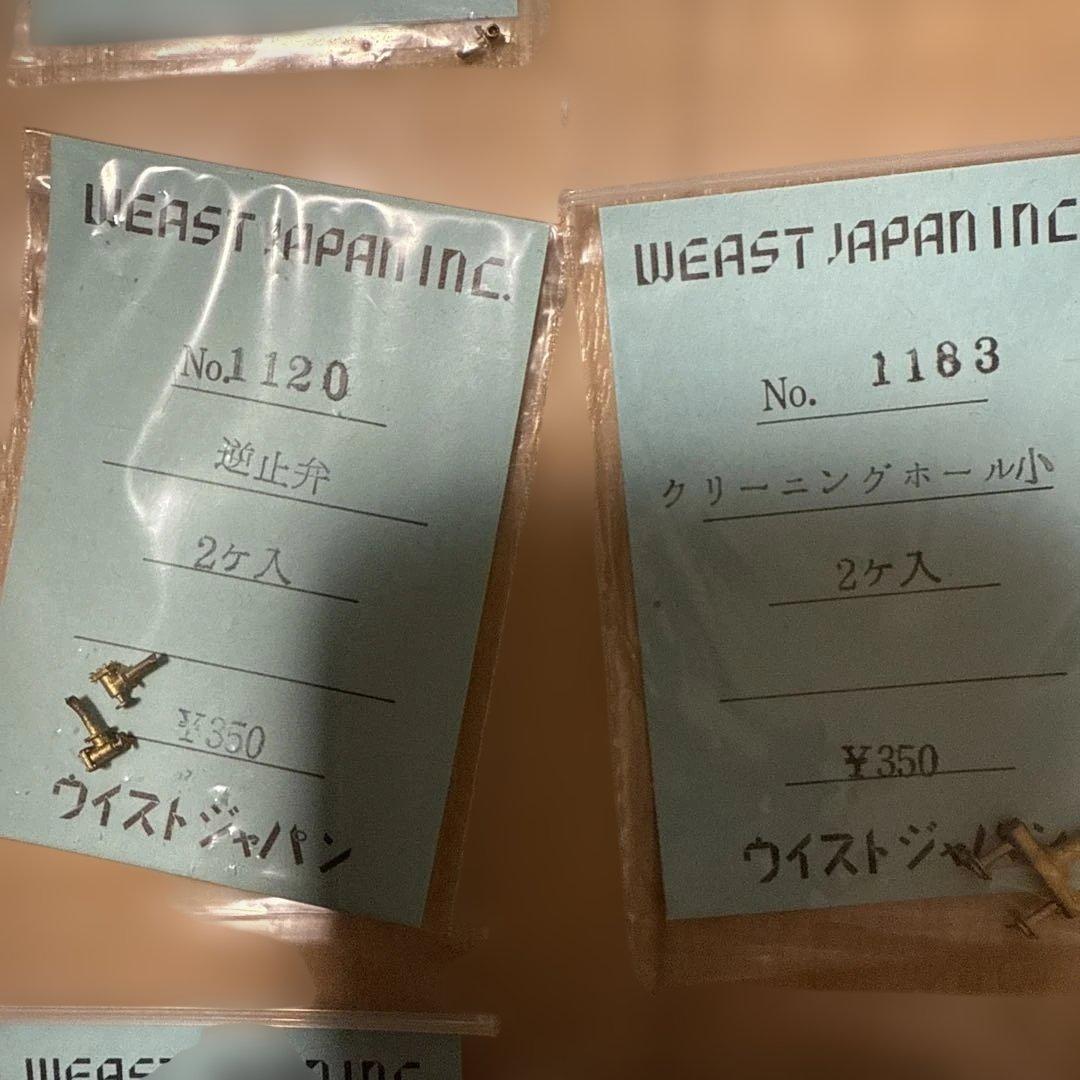 WEAST JAPAN INC.
No.1120
逆止弁
2ヶ入
¥350
ウイストジャパン
WEAST JAPAN INC
No. 1183
クリーニングホール小
2ヶ入
¥350
ウイストジャパン